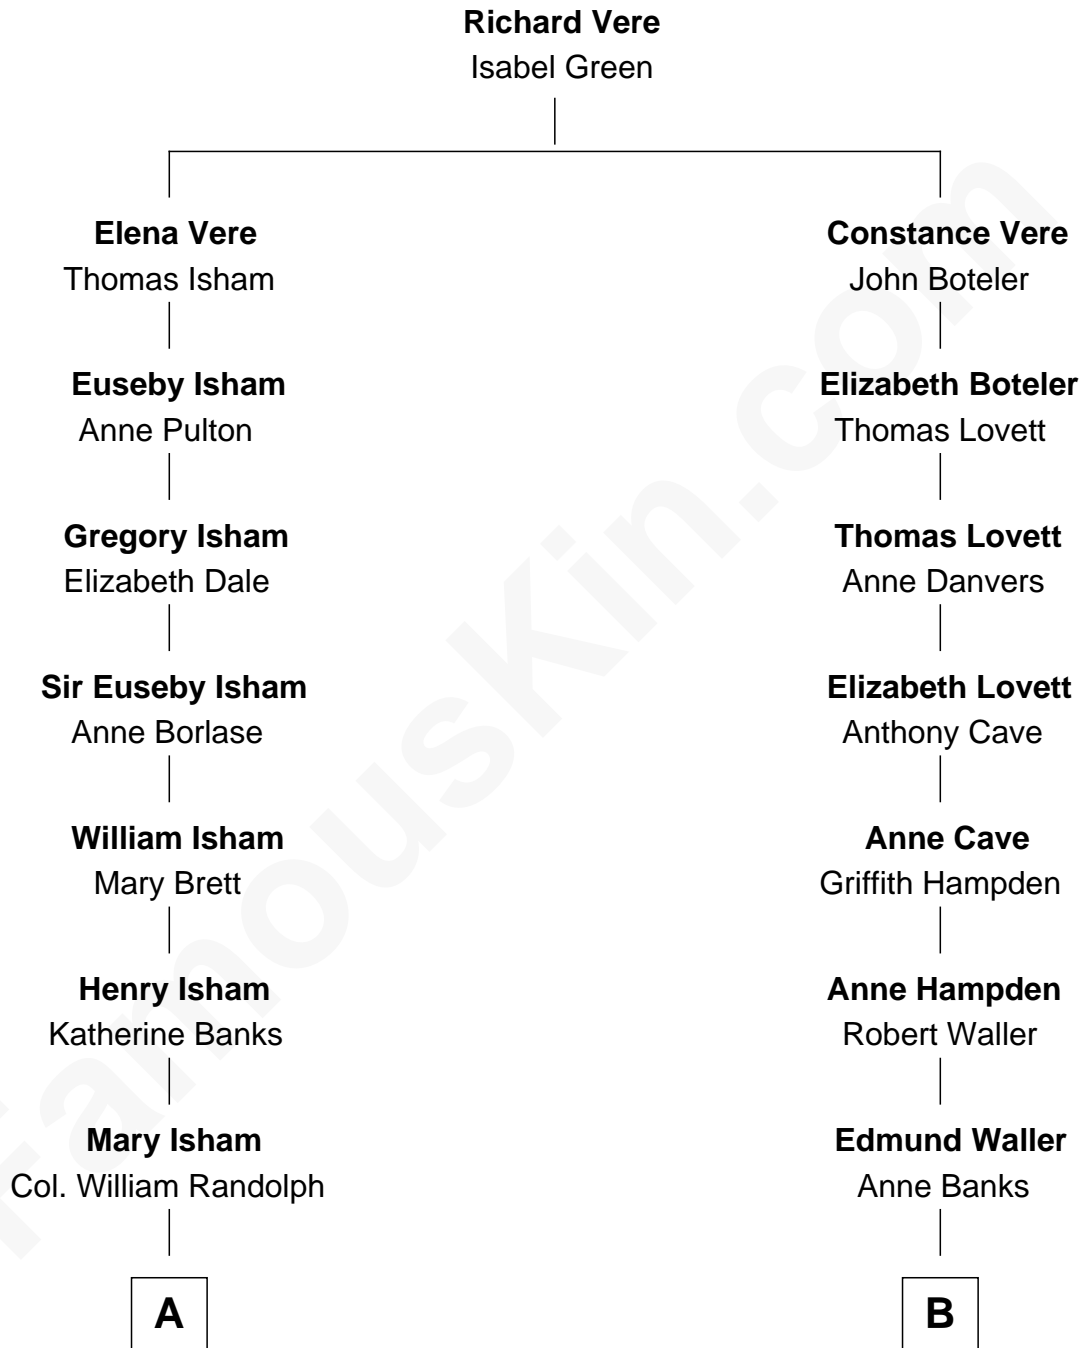 Richard Vere
Isabel Green
Elena Vere
Thomas Isham
Constance Vere
John Boteler
Euseby Isham
Anne Pulton
Elizabeth Boteler
Thomas Lovett
Gregory Isham
Elizabeth Dale
Thomas Lovett
Anne Danvers
Sir Euseby Isham
Anne Borlase
Elizabeth Lovett
Anthony Cave
William Isham
Mary Brett
Anne Cave
Griffith Hampden
Henry Isham
Katherine Banks
Anne Hampden
Robert Waller
Mary Isham
Col. William Randolph
Edmund Waller
Anne Banks
A
B
FamousKin.com